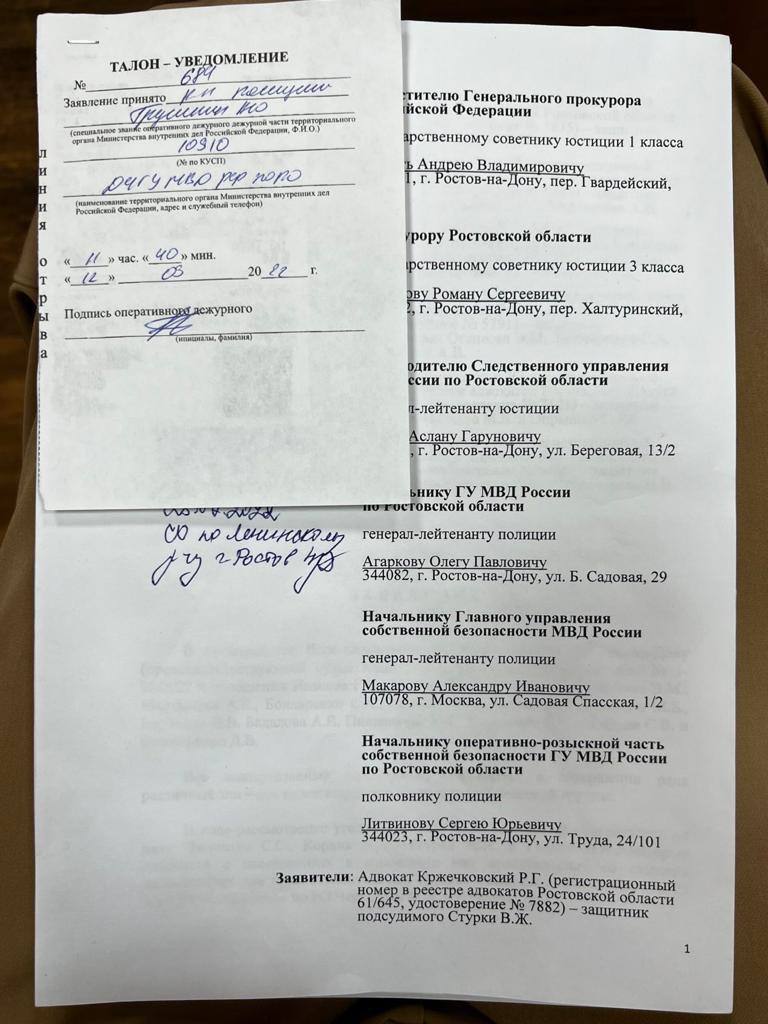 ТАЛОН – УВЕДОМЛЕНИЕ
№ 684
Заявление принято полиции
(специальное звание оперативного дежурного дежурной части территориального
органа Министерства внутренних дел Российской Федерации, Ф.И.О.)
10910
(№ по КУСП)
(наименование территориального органа Министерства внутренних дел
Российской Федерации, адрес и служебный телефон)
« 11 » час. « 40 » мин.
« 12 » 03 20 22 г.
Подпись оперативного дежурного
(инициалы, фамилия)
линия отрыва
стителю Генерального прокурора
йской Федерации
арственному советнику юстиции 1 класса
ь Андрею Владимировичу
1, г. Ростов-на-Дону, пер. Гвардейский,
урору Ростовской области
арственному советнику юстиции 3 класса
ову Роману Сергеевичу
2, г. Ростов-на-Дону, пер. Халтуринский,
одителю Следственного управления
ссии по Ростовской области
л-лейтенанту юстиции
Аслану Гаруновичу
, г. Ростов-на-Дону, ул. Береговая, 13/2
льнику ГУ МВД России
по Ростовской области
генерал-лейтенанту полиции
Агаркову Олегу Павловичу
344082, г. Ростов-на-Дону, ул. Б. Садовая, 29
СО по Ленинскому
р-ну г Ростов
Начальнику Главного управления
собственной безопасности МВД России
генерал-лейтенанту полиции
Макарову Александру Ивановичу
107078, г. Москва, ул. Садовая Спасская, 1/2
Начальнику оперативно-розыскной часть
собственной безопасности ГУ МВД России
по Ростовской области
полковнику полиции
Литвинову Сергею Юрьевичу
344023, г. Ростов-на-Дону, ул. Труда, 24/101
Заявители: Адвокат Кржечковский Р.Г. (регистрационный
номер в реестре адвокатов Ростовской области
61/645, удостоверение № 7882) – защитник
подсудимого Стурки В.Ж.
1